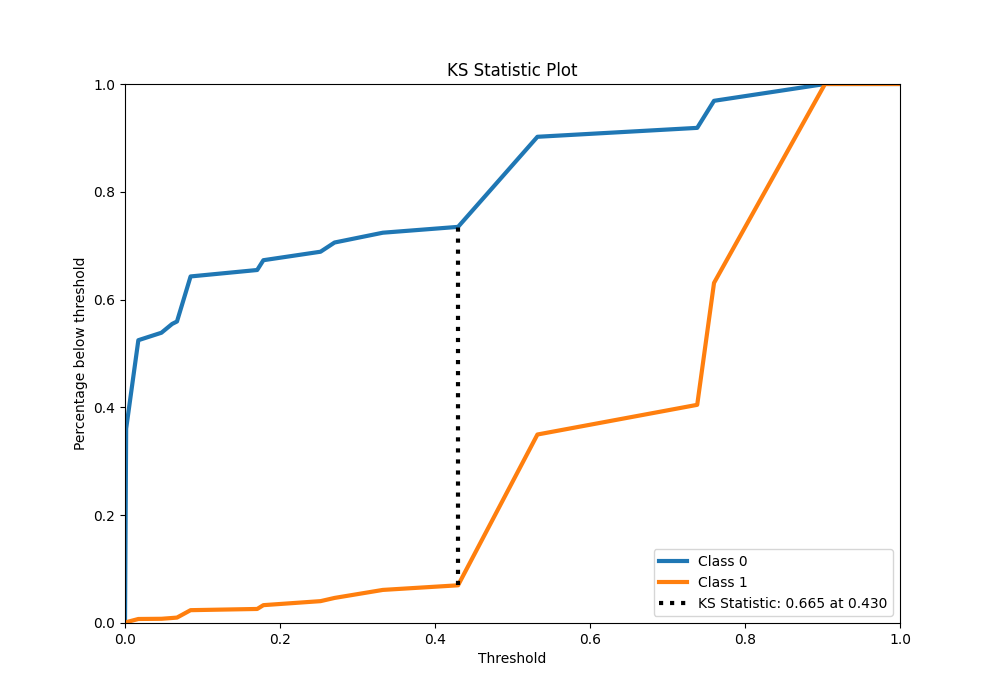 KS Statistic Plot
1.0
0.8
0.6
0.4
0.2
0.0
Percentage below threshold
0.0 0.2 0.4 0.6 0.8 1.0
Threshold
Class 0
Class 1
KS Statistic: 0.665 at 0.430